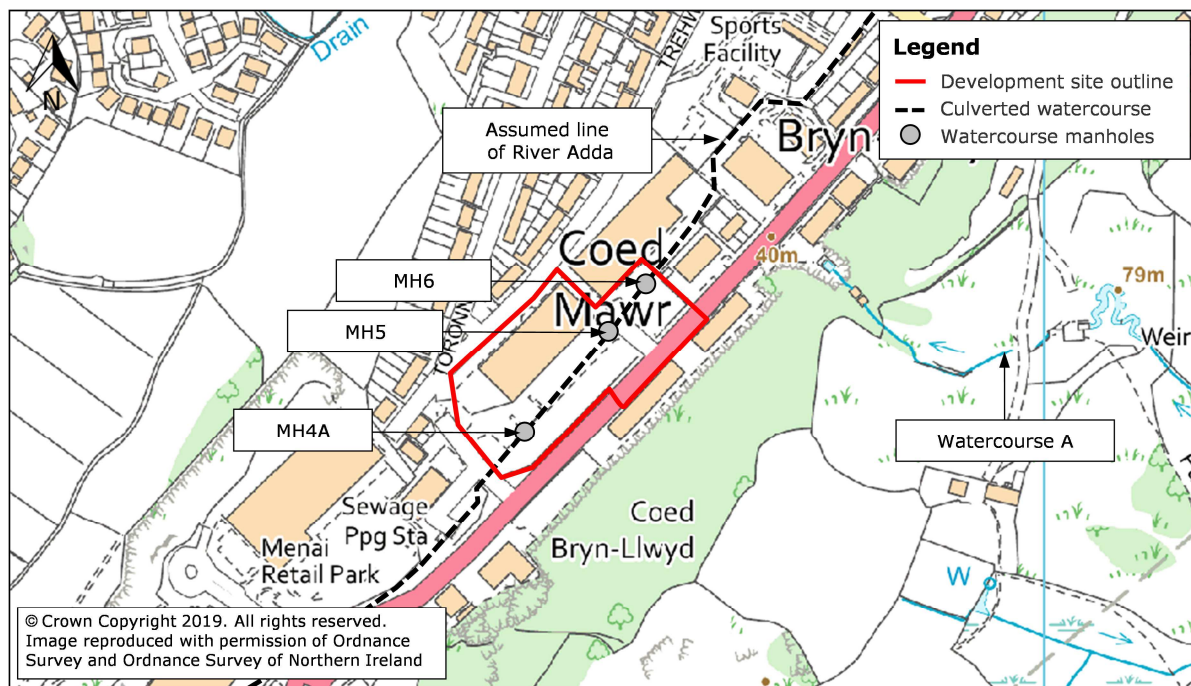 Drain
Sports
Facility
TREHW
Legend
Development site outline
Culverted watercourse
Watercourse manholes
N
Assumed line
of River Adda
Bryn
Coed
Mawr
40m
79m
MH6
MH5
TORONN
Weir
MH4A
Watercourse A
Sewage
Ppg Sta
Coed
Bryn-Llwyd
Menai
Retail Park
W
© Crown Copyright 2019. All rights reserved.
Image reproduced with permission of Ordnance
Survey and Ordnance Survey of Northern Ireland